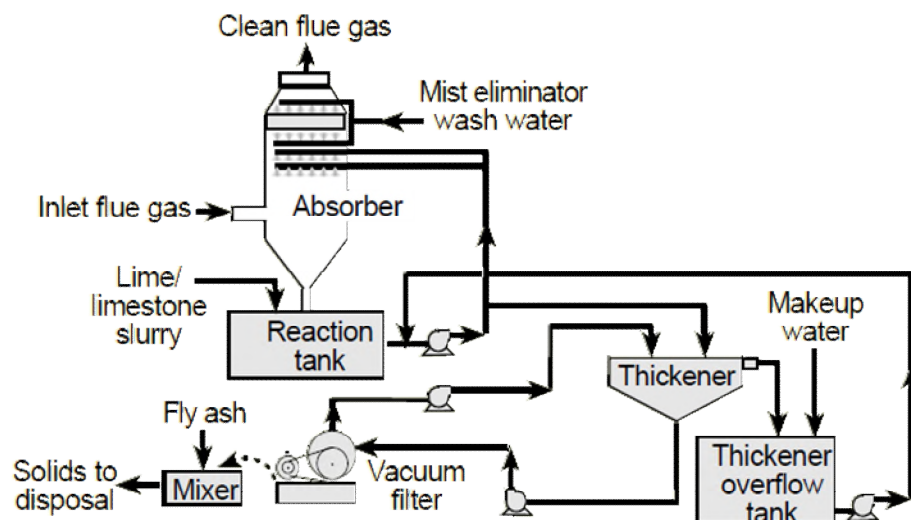 Clean flue gas
Mist eliminator
wash water
Inlet flue gas
Absorber
Lime/
limestone
slurry
Reaction
tank
Makeup
water
Thickener
Fly ash
Solids to
disposal
Mixer
Vacuum
filter
Thickener
overflow
tank